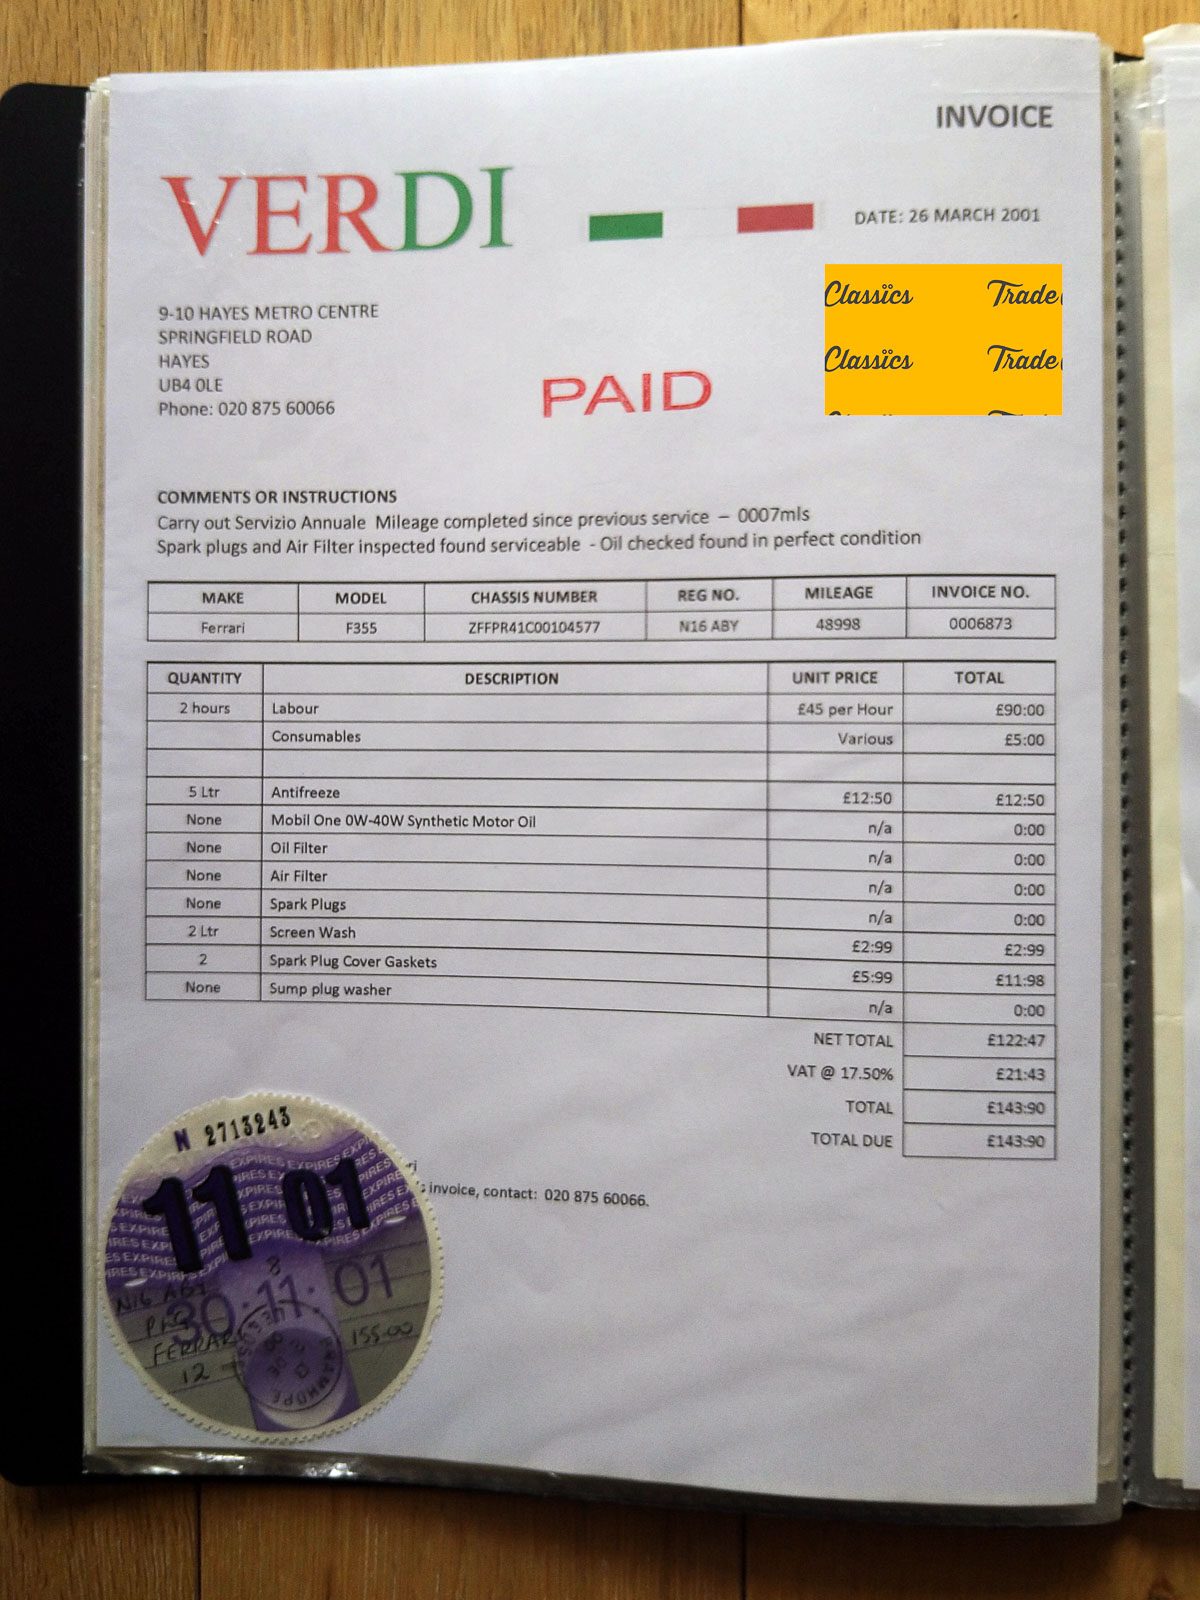 INVOICE
VERDI
DATE: 26 MARCH 2001
Classïcs Trade
Classïcs Trade
9-10 HAYES METRO CENTRE
SPRINGFIELD ROAD
HAYES
UB4 0LE
Phone: 020 875 60066
PAID
COMMENTS OR INSTRUCTIONS
Carry out Servizio Annuale Mileage completed since previous service – 0007mls
Spark plugs and Air Filter inspected found serviceable - Oil checked found in perfect condition
MAKE MODEL CHASSIS NUMBER REG NO. MILEAGE INVOICE NO.
Ferrari F355 ZFFPR41C00104577 N16 ABY 48998 0006873
QUANTITY DESCRIPTION UNIT PRICE TOTAL
2 hours Labour £45 per Hour £90:00
Consumables Various £5:00
5 Ltr Antifreeze £12:50 £12:50
None Mobil One 0W-40W Synthetic Motor Oil n/a 0:00
None Oil Filter n/a 0:00
None Air Filter n/a 0:00
None Spark Plugs n/a 0:00
2 Ltr Screen Wash £2:99 £2:99
2 Spark Plug Cover Gaskets £5:99 £11:98
None Sump plug washer n/a 0:00
NET TOTAL £122:47
VAT @ 17.50% £21:43
TOTAL £143:90
TOTAL DUE £143:90
invoice, contact: 020 875 60066.
N 2713243
EXPIRES EXPIRES EXPIRES
11 01
30·11·01
N16 ABY
PLG
FERRARI 155-00
12